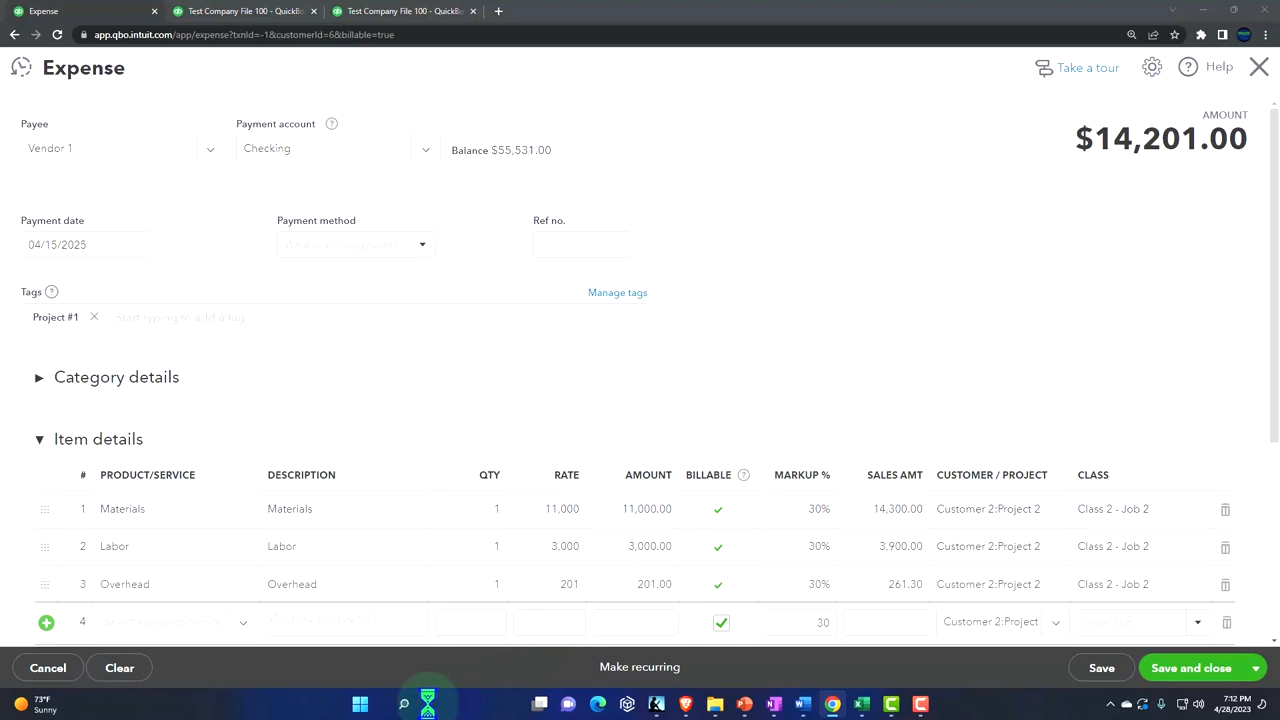 Expense
Test Company File 100 - QuickBo
Test Company File 100 - QuickBo
app.qbo.intuit.com/app/expense?txnId=-1&customerId=6&billable=true
Expense
Take a tour
Help
Payee
Payment account
AMOUNT
Vendor 1
Checking
Balance $55,531.00
$14,201.00
Payment date
Payment method
Ref no.
04/15/2025
Tags
Manage tags
Project #1
Start typing to add a tag
Category details
Item details
# PRODUCT/SERVICE DESCRIPTION QTY RATE AMOUNT BILLABLE MARKUP % SALES AMT CUSTOMER / PROJECT CLASS
1 Materials Materials 1 11,000 11,000.00 30% 14,300.00 Customer 2:Project 2 Class 2 - Job 2
2 Labor Labor 1 3,000 3,000.00 30% 3,900.00 Customer 2:Project 2 Class 2 - Job 2
3 Overhead Overhead 1 201 201.00 30% 261.30 Customer 2:Project 2 Class 2 - Job 2
4 30 Customer 2:Project
Cancel
Clear
Make recurring
Save
Save and close
73°F
Sunny
7:12 PM
4/28/2023